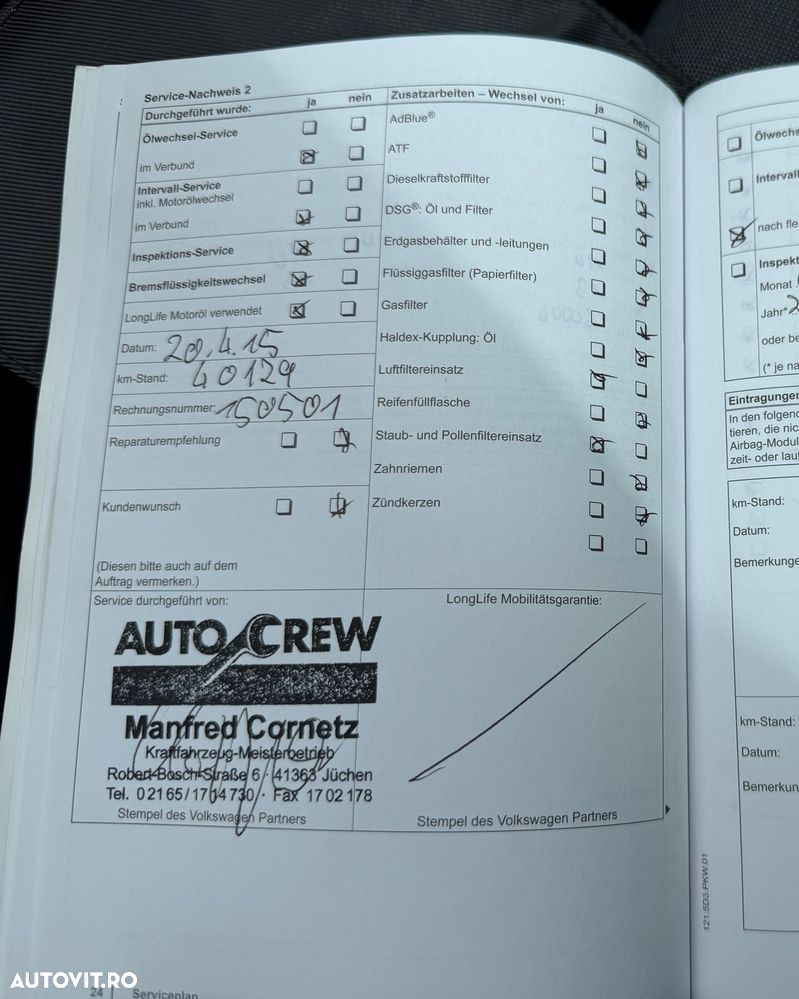 Service-Nachweis 2
Durchgeführt wurde: ja nein
Ölwechsel-Service
im Verbund
Intervall-Service
inkl. Motorölwechsel
im Verbund
Inspektions-Service
Bremsflüssigkeitswechsel
LongLife Motoröl verwendet
Datum: 20.4.15
km-Stand: 40129
Rechnungsnummer: 150501
Reparaturempfehlung
Kundenwunsch
(Diesen bitte auch auf dem
Auftrag vermerken.)
Zusatzarbeiten – Wechsel von: ja nein
AdBlue®
ATF
Dieselkraftstofffilter
DSG®: Öl und Filter
Erdgasbehälter und -leitungen
Flüssiggasfilter (Papierfilter)
Gasfilter
Haldex-Kupplung: Öl
Luftfiltereinsatz
Reifenfüllflasche
Staub- und Pollenfiltereinsatz
Zahnriemen
Zündkerzen
Service durchgeführt von:
AUTO CREW
Manfred Cornetz
Kraftfahrzeug-Meisterbetrieb
Robert-Bosch-Straße 6 · 41363 Jüchen
Tel. 02165/1714730 · Fax 1702178
Stempel des Volkswagen Partners
LongLife Mobilitätsgarantie:
Stempel des Volkswagen Partners
24 Serviceplan
121.5D3.PKW.01
Ölwechs
Intervall
nach fle
Inspekt
Monat
Jahr*
oder be
(* je na
Eintragungen
In den folgend
tieren, die nic
Airbag-Modul
zeit- oder lauf
km-Stand:
Datum:
Bemerkunge
km-Stand:
Datum:
Bemerkun
AUTOVIT.RO